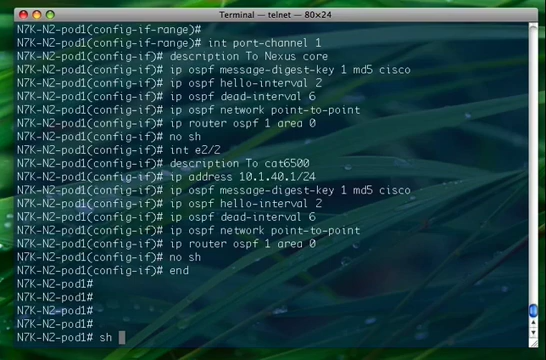 Terminal — telnet — 80×24
N7K-N2-pod1(config-if-range)#
N7K-N2-pod1(config-if-range)# int port-channel 1
N7K-N2-pod1(config-if)# description To Nexus core
N7K-N2-pod1(config-if)# ip ospf message-digest-key 1 md5 cisco
N7K-N2-pod1(config-if)# ip ospf hello-interval 2
N7K-N2-pod1(config-if)# ip ospf dead-interval 6
N7K-N2-pod1(config-if)# ip ospf network point-to-point
N7K-N2-pod1(config-if)# ip router ospf 1 area 0
N7K-N2-pod1(config-if)# no sh
N7K-N2-pod1(config-if)# int e2/2
N7K-N2-pod1(config-if)# description To cat6500
N7K-N2-pod1(config-if)# ip address 10.1.40.1/24
N7K-N2-pod1(config-if)# ip ospf message-digest-key 1 md5 cisco
N7K-N2-pod1(config-if)# ip ospf hello-interval 2
N7K-N2-pod1(config-if)# ip ospf dead-interval 6
N7K-N2-pod1(config-if)# ip ospf network point-to-point
N7K-N2-pod1(config-if)# ip router ospf 1 area 0
N7K-N2-pod1(config-if)# no sh
N7K-N2-pod1(config-if)# end
N7K-N2-pod1#
N7K-N2-pod1#
N7K-N2-pod1#
N7K-N2-pod1#
N7K-N2-pod1# sh